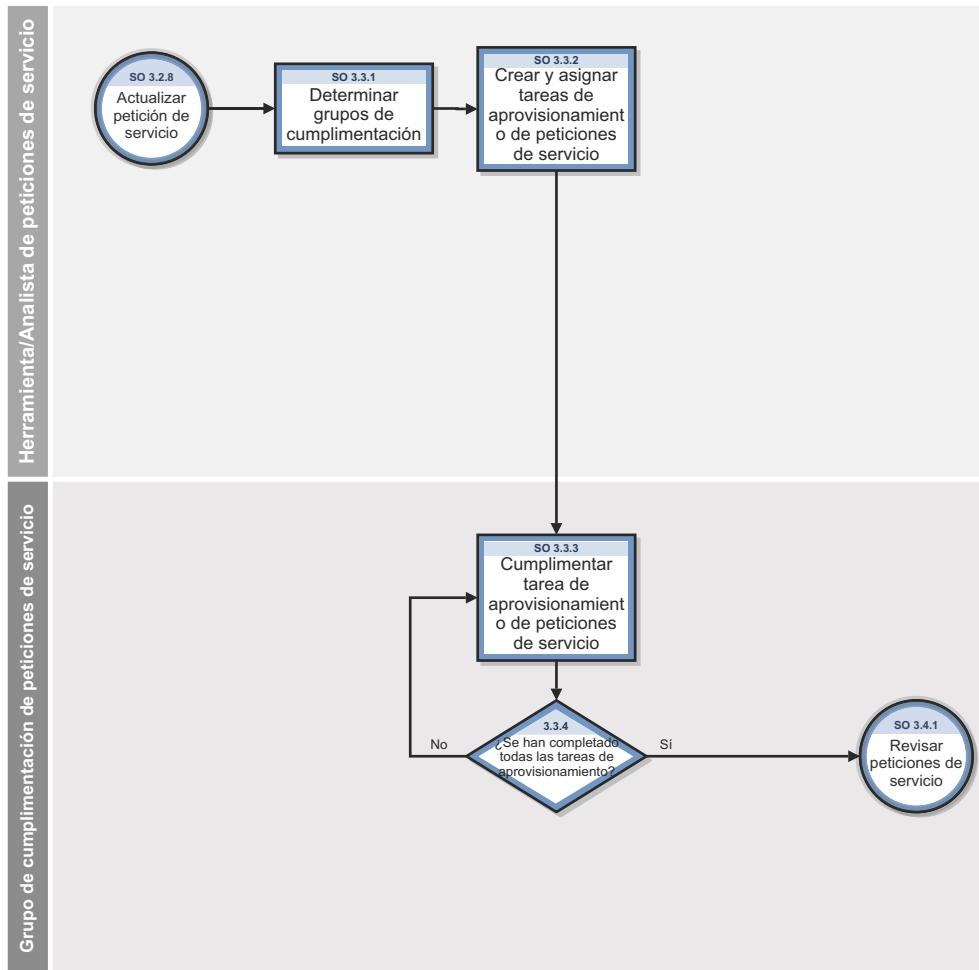 Herramienta/Analista de peticiones de servicio
SO 3.2.8
Actualizar
petición de
servicio
SO 3.3.1
Determinar
grupos de
cumplimentación
SO 3.3.2
Crear y asignar
tareas de
aprovisionamient
o de peticiones
de servicio
Grupo de cumplimentación de peticiones de servicio
SO 3.3.3
Cumplimentar
tarea de
aprovisionamient
o de peticiones
de servicio
3.3.4
¿Se han completado
todas las tareas de
aprovisionamiento?
No
Sí
SO 3.4.1
Revisar
peticiones de
servicio